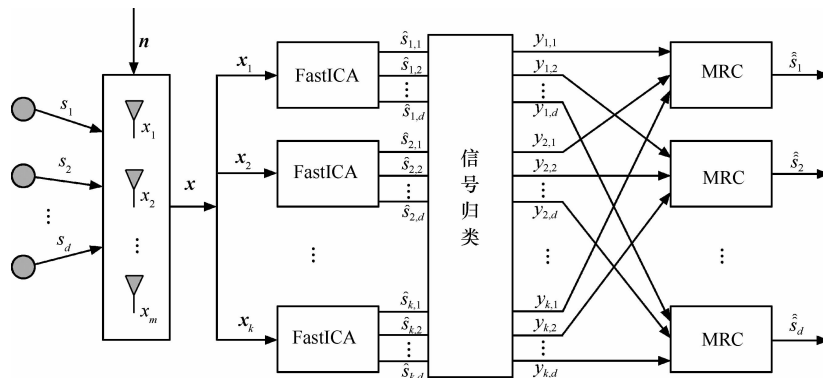 n
s₁
s₂
⋮
s_d
x₁
x₂
⋮
xₘ
x
x₁
x₂
⋮
xₖ
FastICA
FastICA
⋮
FastICA
ŝ₁,₁
ŝ₁,₂
⋮
ŝ₁,d
ŝ₂,₁
ŝ₂,₂
⋮
ŝ₂,d
ŝₖ,₁
ŝₖ,₂
⋮
ŝₖ,d
信号归类
y₁,₁
y₁,₂
⋮
y₁,d
y₂,₁
y₂,₂
⋮
y₂,d
⋮
yₖ,₁
yₖ,₂
⋮
yₖ,d
MRC
MRC
⋮
MRC
ŝ̂₁
ŝ̂₂
⋮
ŝ̂_d